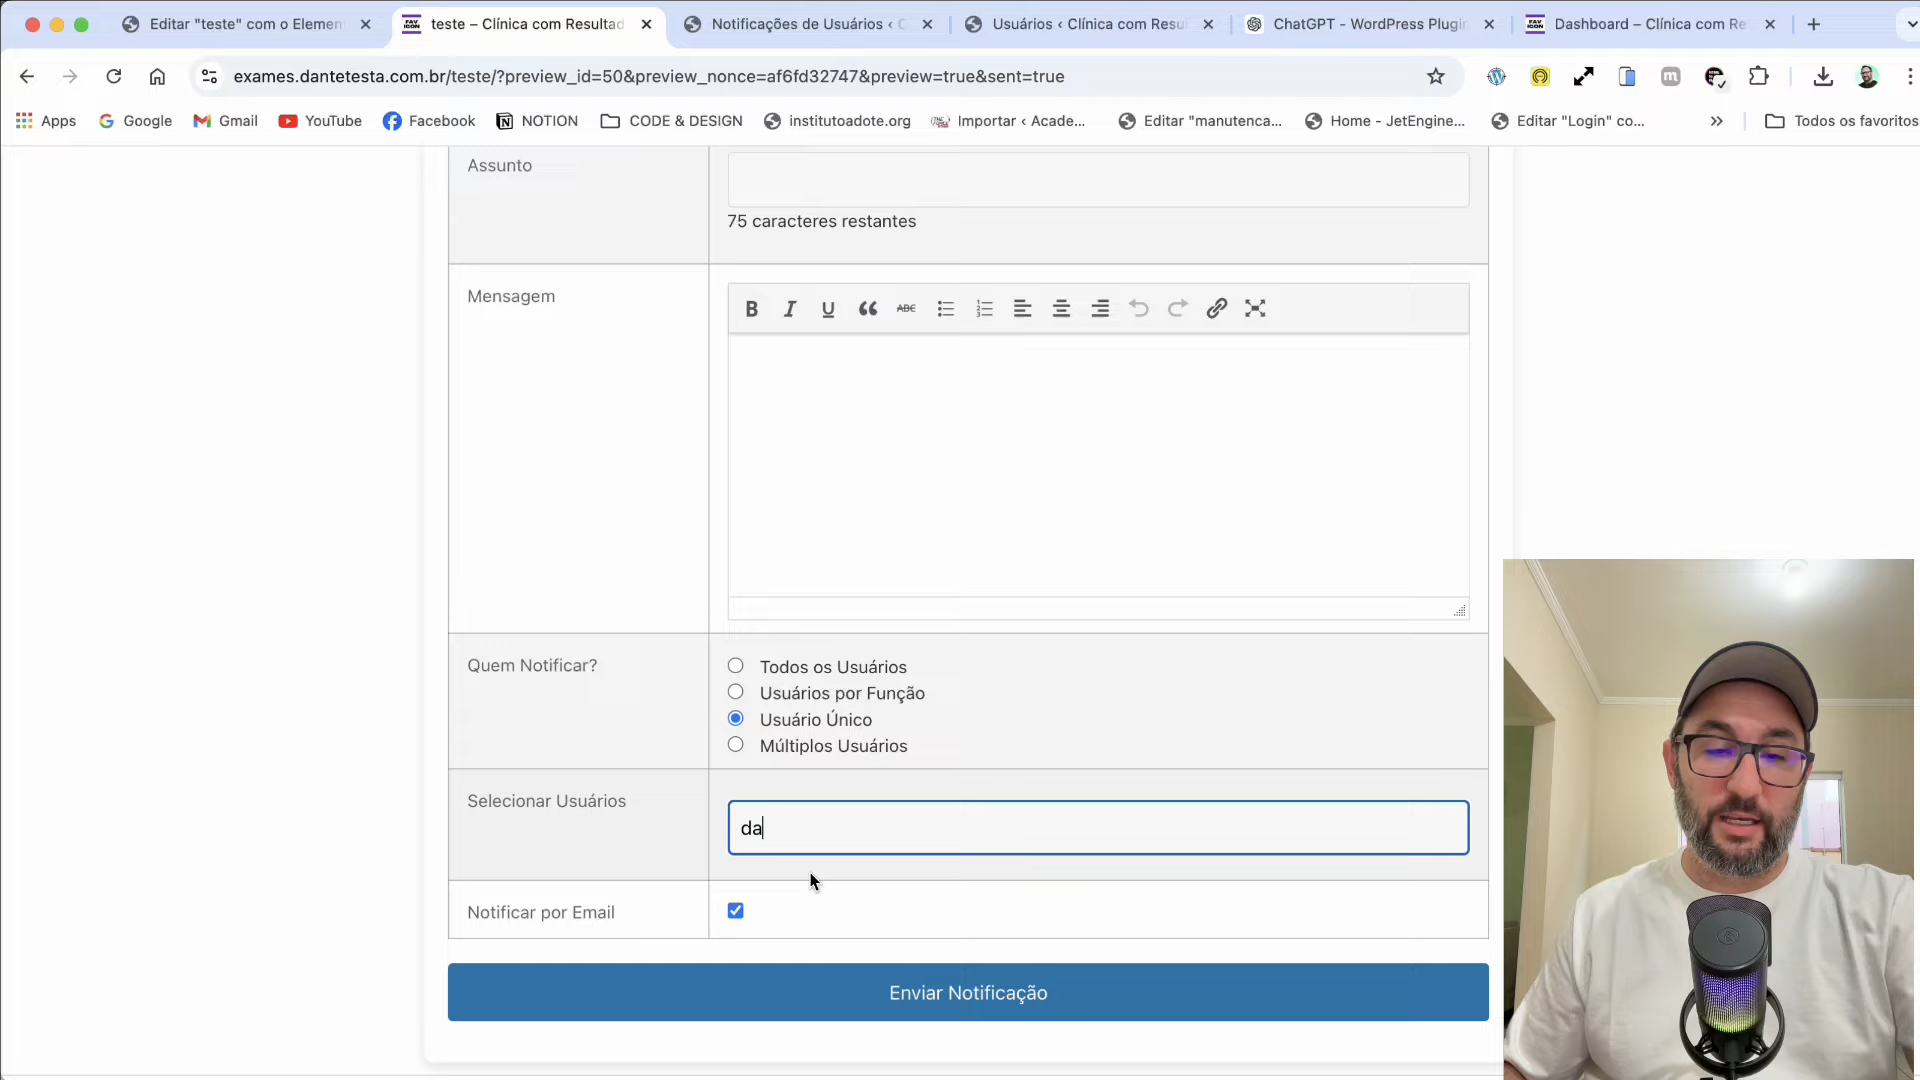 Editar "teste" com o Elemen
teste – Clínica com Resultad
Notificações de Usuários ‹ C
Usuários ‹ Clínica com Resu
ChatGPT - WordPress Plugin
Dashboard – Clínica com Re
exames.dantetesta.com.br/teste/?preview_id=50&preview_nonce=af6fd32747&preview=true&sent=true
Apps
Google
Gmail
YouTube
Facebook
NOTION
CODE & DESIGN
institutoadote.org
Importar ‹ Acade...
Editar "manutenca...
Home - JetEngine...
Editar "Login" co...
Todos os favoritos
Assunto
75 caracteres restantes
Mensagem
B I U ABC
Quem Notificar?
Todos os Usuários
Usuários por Função
Usuário Único
Múltiplos Usuários
Selecionar Usuários
da
Notificar por Email
Enviar Notificação